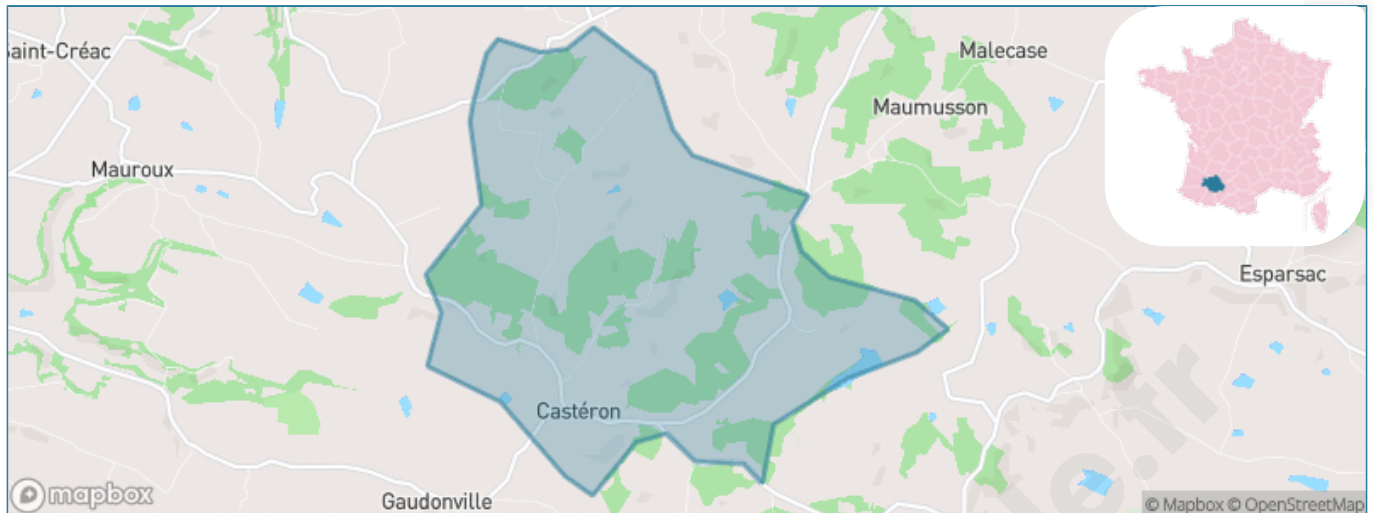 Saint-Créac
Malecase
Maumusson
Mauroux
Esparsac
Castéron
Gaudonville
mapbox
© Mapbox © OpenStreetMap